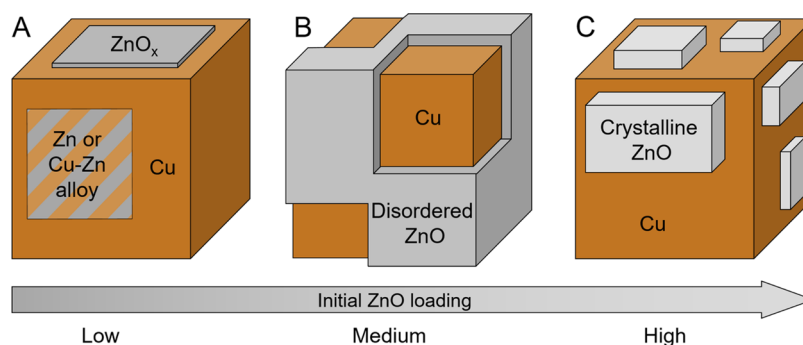 A
ZnOₓ
Zn or
Cu-Zn
alloy
Cu
B
Cu
Disordered
ZnO
C
Crystalline
ZnO
Cu
Initial ZnO loading
Low
Medium
High